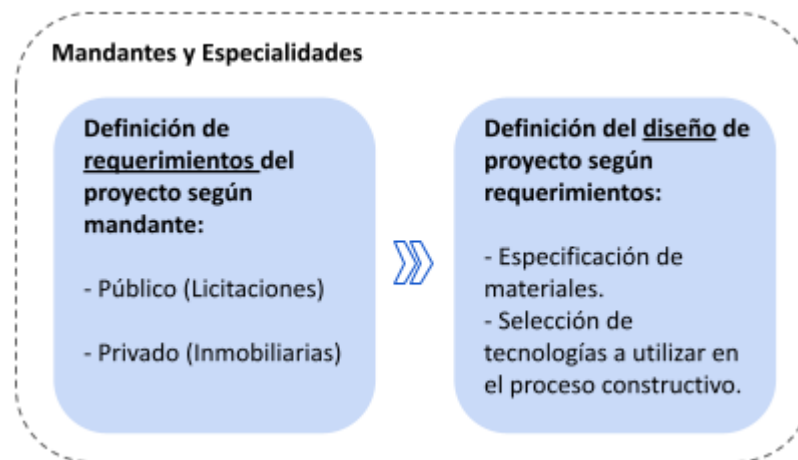 Mandantes y Especialidades
Definición de
requerimientos del
proyecto según
mandante:
- Público (Licitaciones)
- Privado (Inmobiliarias)
Definición del diseño de
proyecto según
requerimientos:
- Especificación de
materiales.
- Selección de
tecnologías a utilizar en
el proceso constructivo.